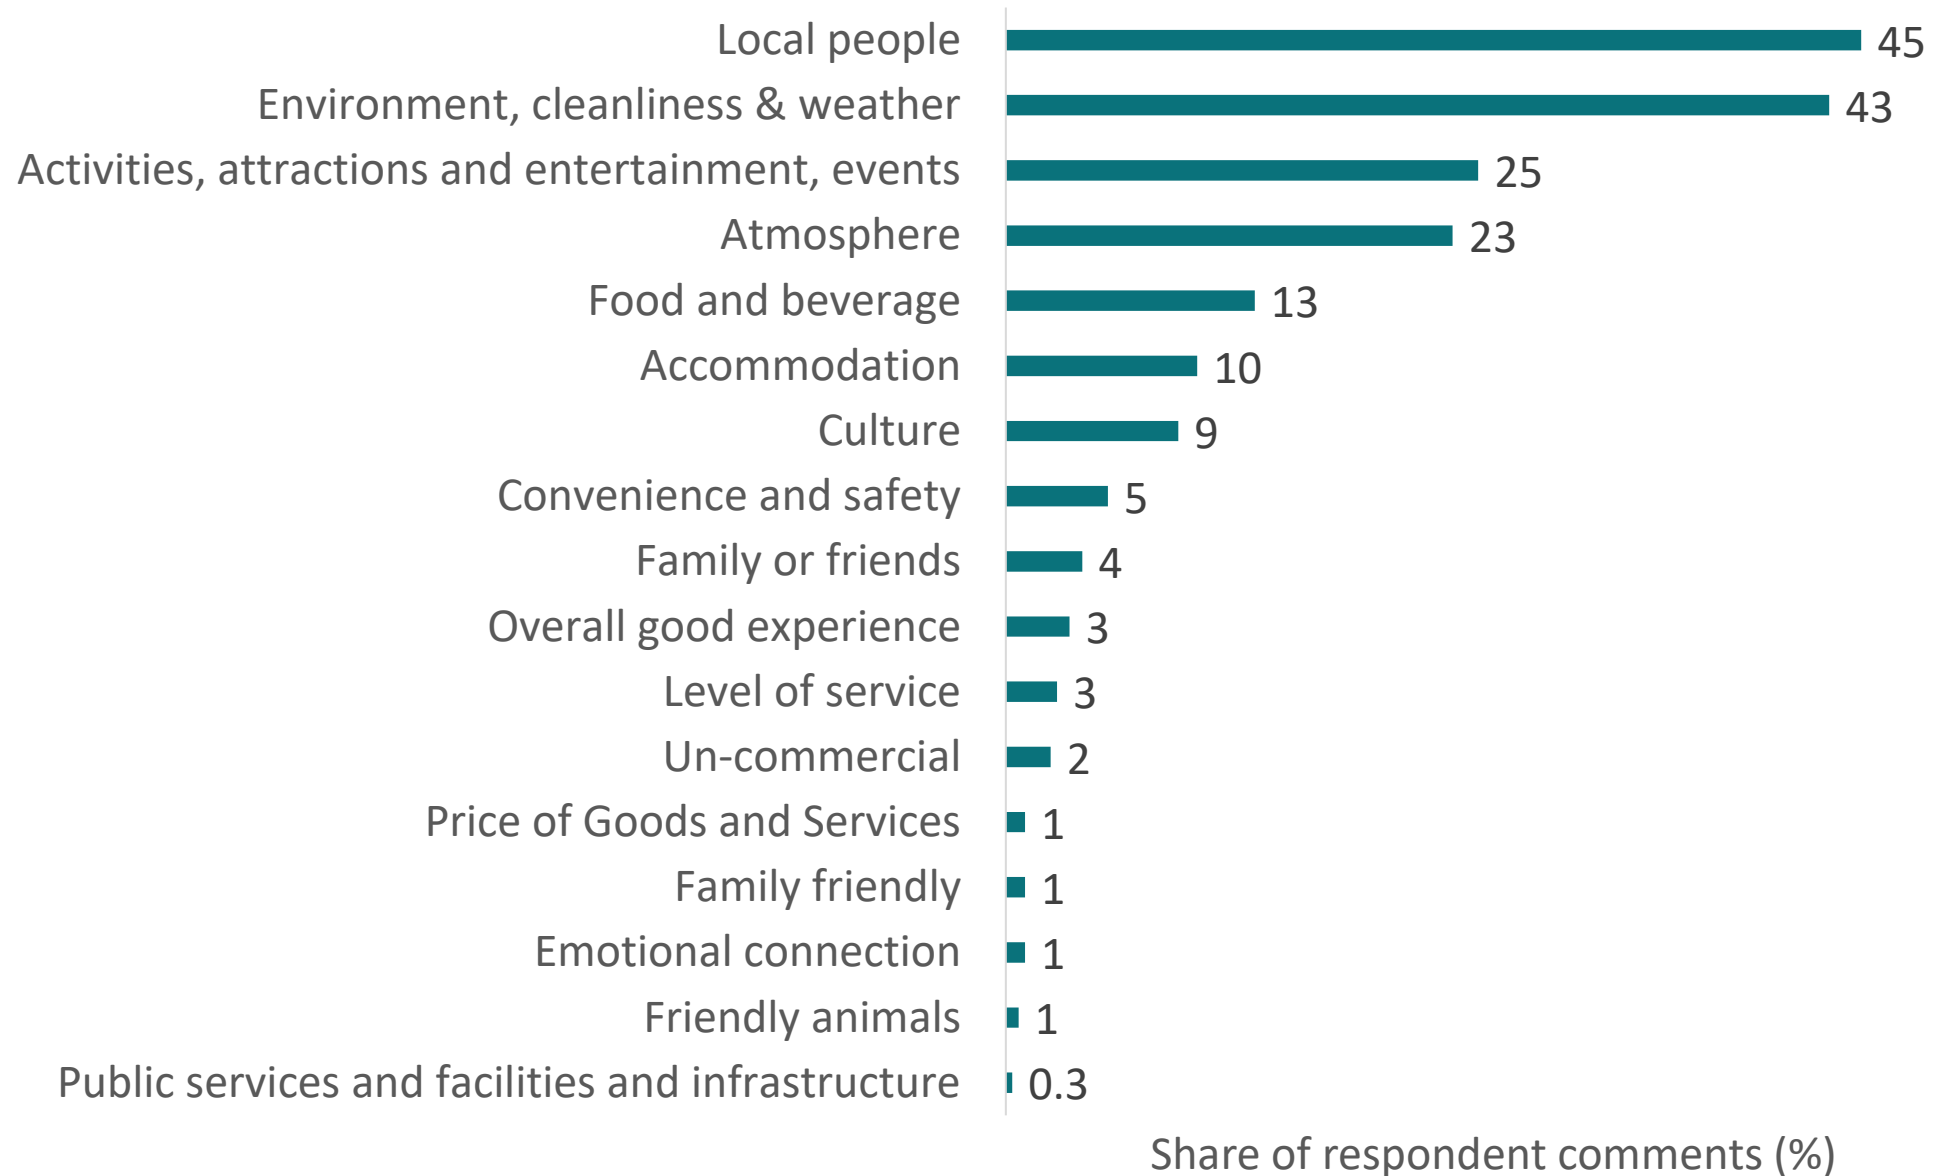 Local people 45
Environment, cleanliness & weather 43
Activities, attractions and entertainment, events 25
Atmosphere 23
Food and beverage 13
Accommodation 10
Culture 9
Convenience and safety 5
Family or friends 4
Overall good experience 3
Level of service 3
Un-commercial 2
Price of Goods and Services 1
Family friendly 1
Emotional connection 1
Friendly animals 1
Public services and facilities and infrastructure 0.3
Share of respondent comments (%)